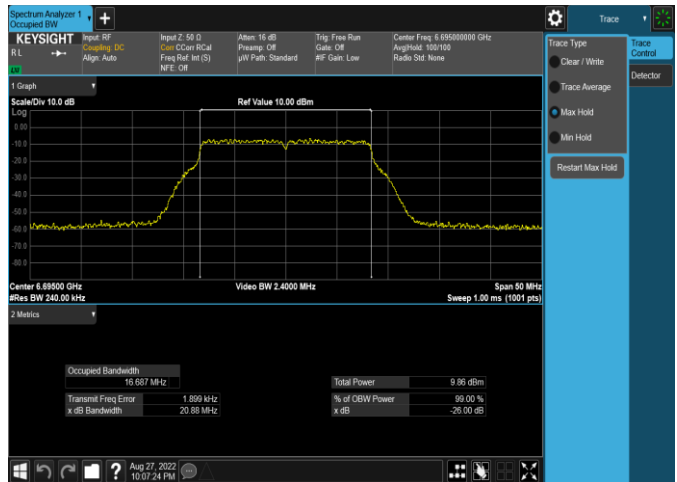 Spectrum Analyzer 1
Occupied BW
Trace
KEYSIGHT
Input: RF
Input Z: 50 Ω
Atten: 16 dB
Trig: Free Run
Center Freq: 6.695000000 GHz
R L
Coupling: DC
Corr CCorr RCal
Preamp: Off
Gate: Off
Avg|Hold: 100/100
Align: Auto
Freq Ref: Int (S)
µW Path: Standard
#IF Gain: Low
Radio Std: None
NFE: Off
Trace Type
Clear / Write
Trace Average
Max Hold
Min Hold
Restart Max Hold
Trace
Control
Detector
1 Graph
Scale/Div 10.0 dB
Ref Value 10.00 dBm
Log
0.00
-10.0
-20.0
-30.0
-40.0
-50.0
-60.0
-70.0
-80.0
Center 6.69500 GHz
Video BW 2.4000 MHz
Span 50 MHz
#Res BW 240.00 kHz
Sweep 1.00 ms (1001 pts)
2 Metrics
Occupied Bandwidth
16.687 MHz
Total Power 9.86 dBm
Transmit Freq Error 1.899 kHz
% of OBW Power 99.00 %
x dB Bandwidth 20.88 MHz
x dB -26.00 dB
Aug 27, 2022
10:07:24 PM